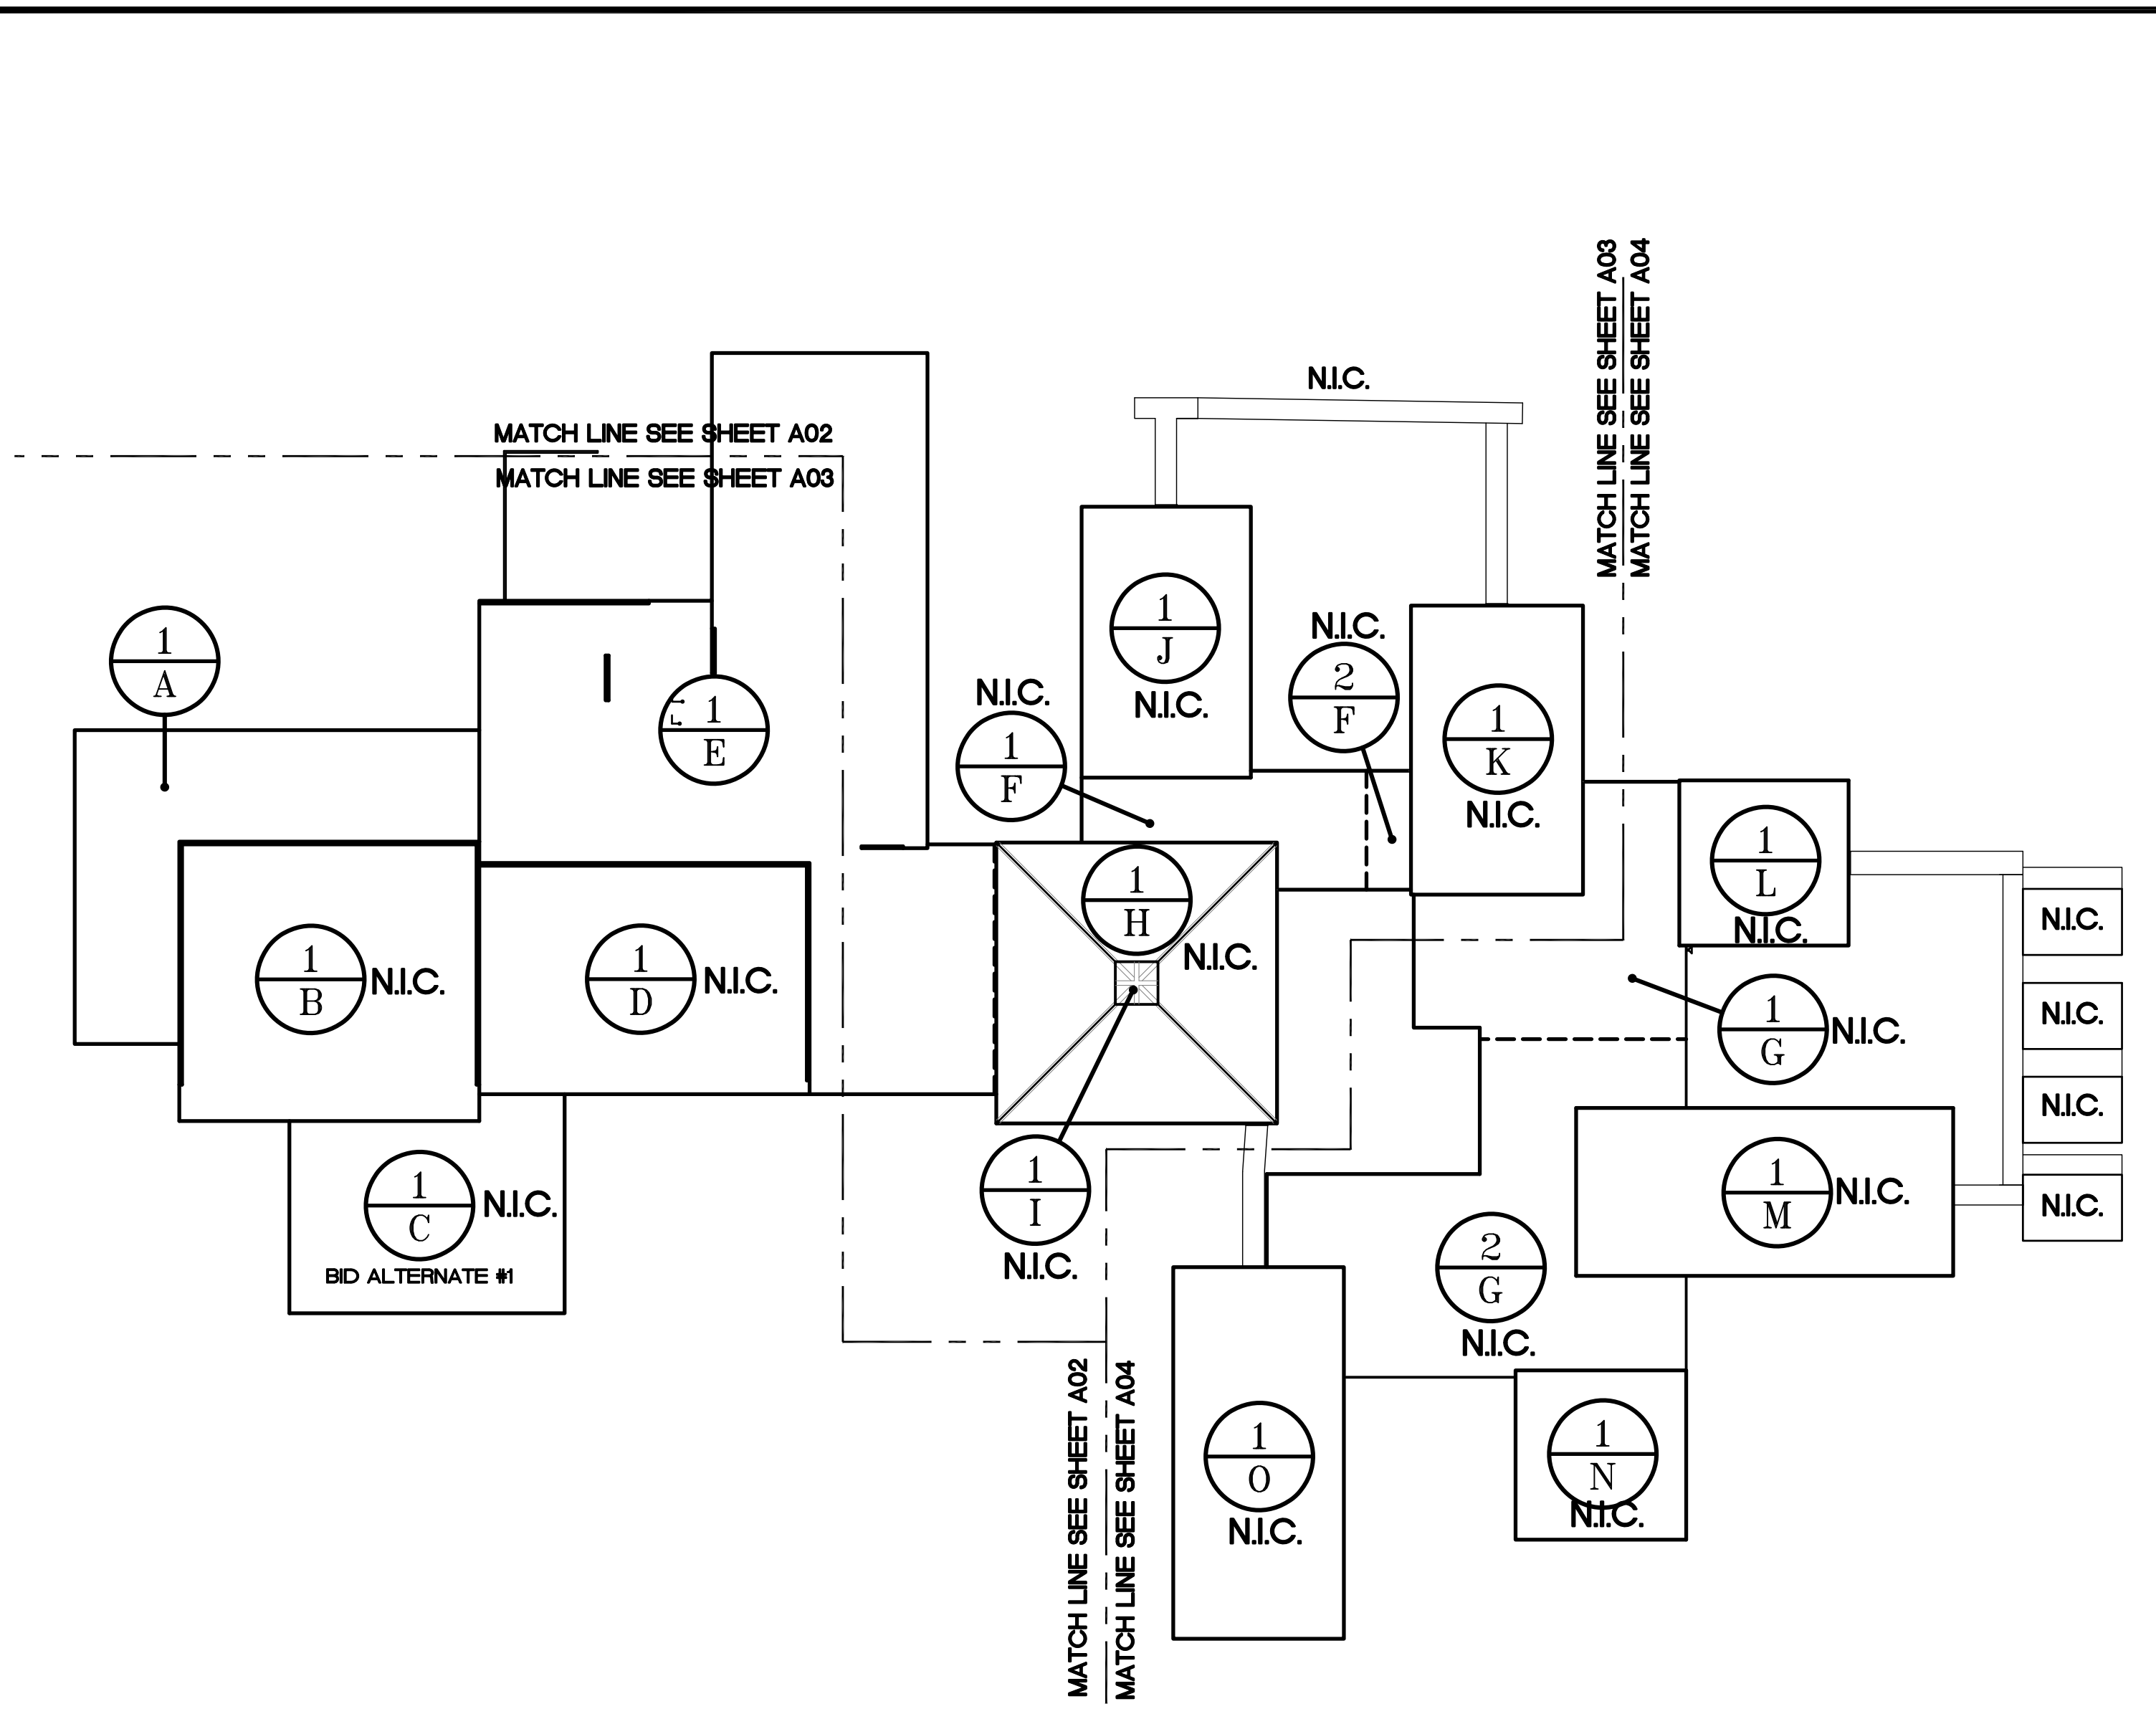 MATCH LINE SEE SHEET A03
MATCH LINE SEE SHEET A04
N.I.C.
MATCH LINE SEE SHEET A02
MATCH LINE SEE SHEET A03
1
A
1
E
N.I.C.
1
F
1
J
N.I.C.
N.I.C.
2
F
1
K
N.I.C.
1
L
N.I.C.
N.I.C.
N.I.C.
N.I.C.
N.I.C.
1
B
N.I.C.
1
D
N.I.C.
1
H
N.I.C.
1
G
N.I.C.
1
C
N.I.C.
BID ALTERNATE #1
1
I
N.I.C.
1
M
N.I.C.
2
G
N.I.C.
MATCH LINE SEE SHEET A02
MATCH LINE SEE SHEET A04
1
O
N.I.C.
1
N
N.I.C.